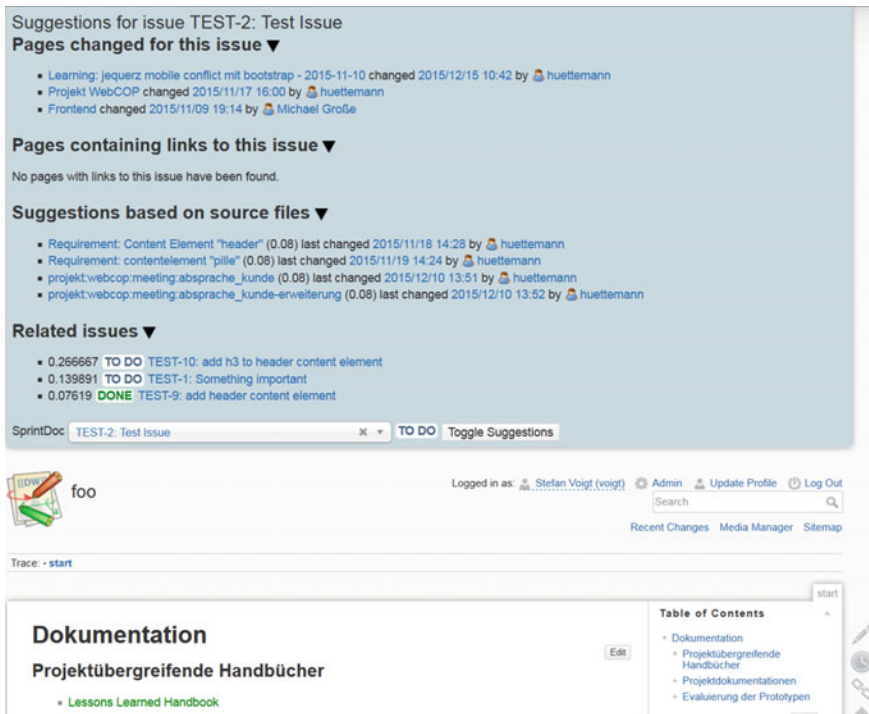 Suggestions for issue TEST-2: Test Issue
Pages changed for this issue ▼
Learning: jequerz mobile conflict mit bootstrap - 2015-11-10 changed 2015/12/15 10:42 by huettemann
Projekt WebCOP changed 2015/11/17 16:00 by huettemann
Frontend changed 2015/11/09 19:14 by Michael Große
Pages containing links to this issue ▼
No pages with links to this issue have been found.
Suggestions based on source files ▼
Requirement: Content Element "header" (0.08) last changed 2015/11/18 14:28 by huettemann
Requirement: contentelement "pille" (0.08) last changed 2015/11/19 14:24 by huettemann
projekt:webcop:meeting:absprache_kunde (0.08) last changed 2015/12/10 13:51 by huettemann
projekt:webcop:meeting:absprache_kunde-erweiterung (0.08) last changed 2015/12/10 13:52 by huettemann
Related issues ▼
0.266667 TO DO TEST-10: add h3 to header content element
0.139891 TO DO TEST-1: Something important
0.07619 DONE TEST-9: add header content element
SprintDoc TEST-2: Test Issue TO DO Toggle Suggestions
[[DW
foo
Logged in as: Stefan Voigt (voigt) Admin Update Profile Log Out
Search
Recent Changes Media Manager Sitemap
Trace: • start
start
Dokumentation
Edit
Projektübergreifende Handbücher
Lessons Learned Handbook
Table of Contents
Dokumentation
Projektübergreifende
Handbücher
Projektdokumentationen
Evaluierung der Prototypen